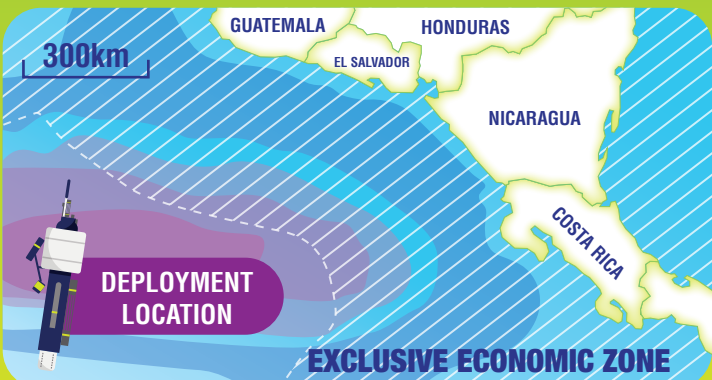 GUATEMALA
HONDURAS
300km
EL SALVADOR
NICARAGUA
COSTA RICA
DEPLOYMENT
LOCATION
EXCLUSIVE ECONOMIC ZONE